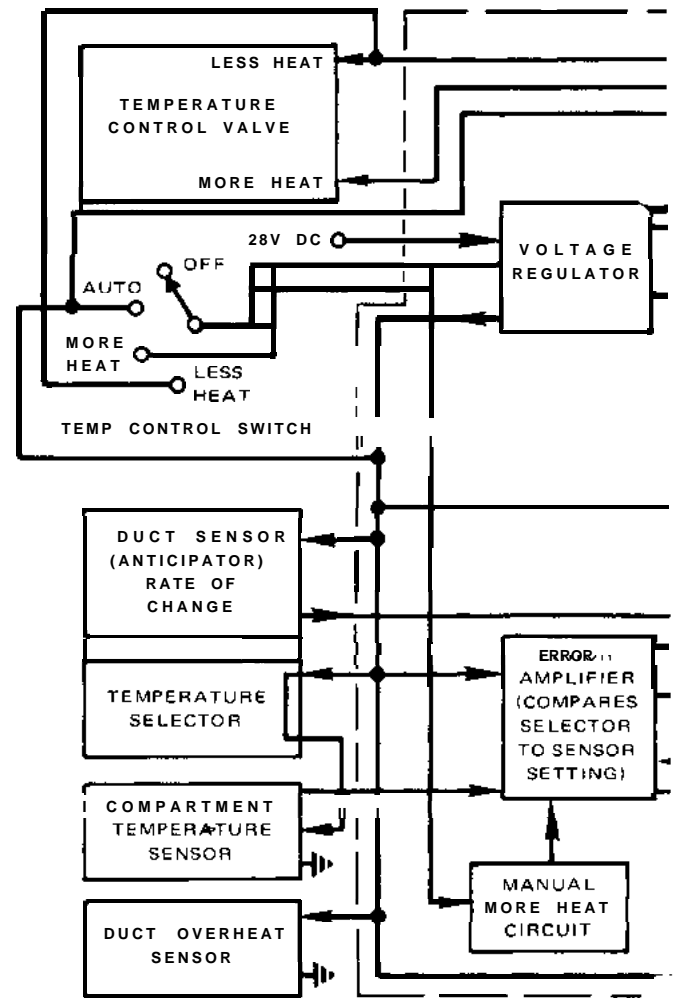 LESS HEAT
TEMPERATURE
CONTROL VALVE
MORE HEAT
28V DC
VOLTAGE
REGULATOR
OFF
AUTO
MORE
HEAT
LESS
HEAT
TEMP CONTROL SWITCH
DUCT SENSOR
(ANTICIPATOR)
RATE OF
CHANGE
TEMPERATURE
SELECTOR
ERROR
AMPLIFIER
(COMPARES
SELECTOR
TO SENSOR
SETTING)
COMPARTMENT
TEMPERATURE
SENSOR
MANUAL
MORE HEAT
CIRCUIT
DUCT OVERHEAT
SENSOR